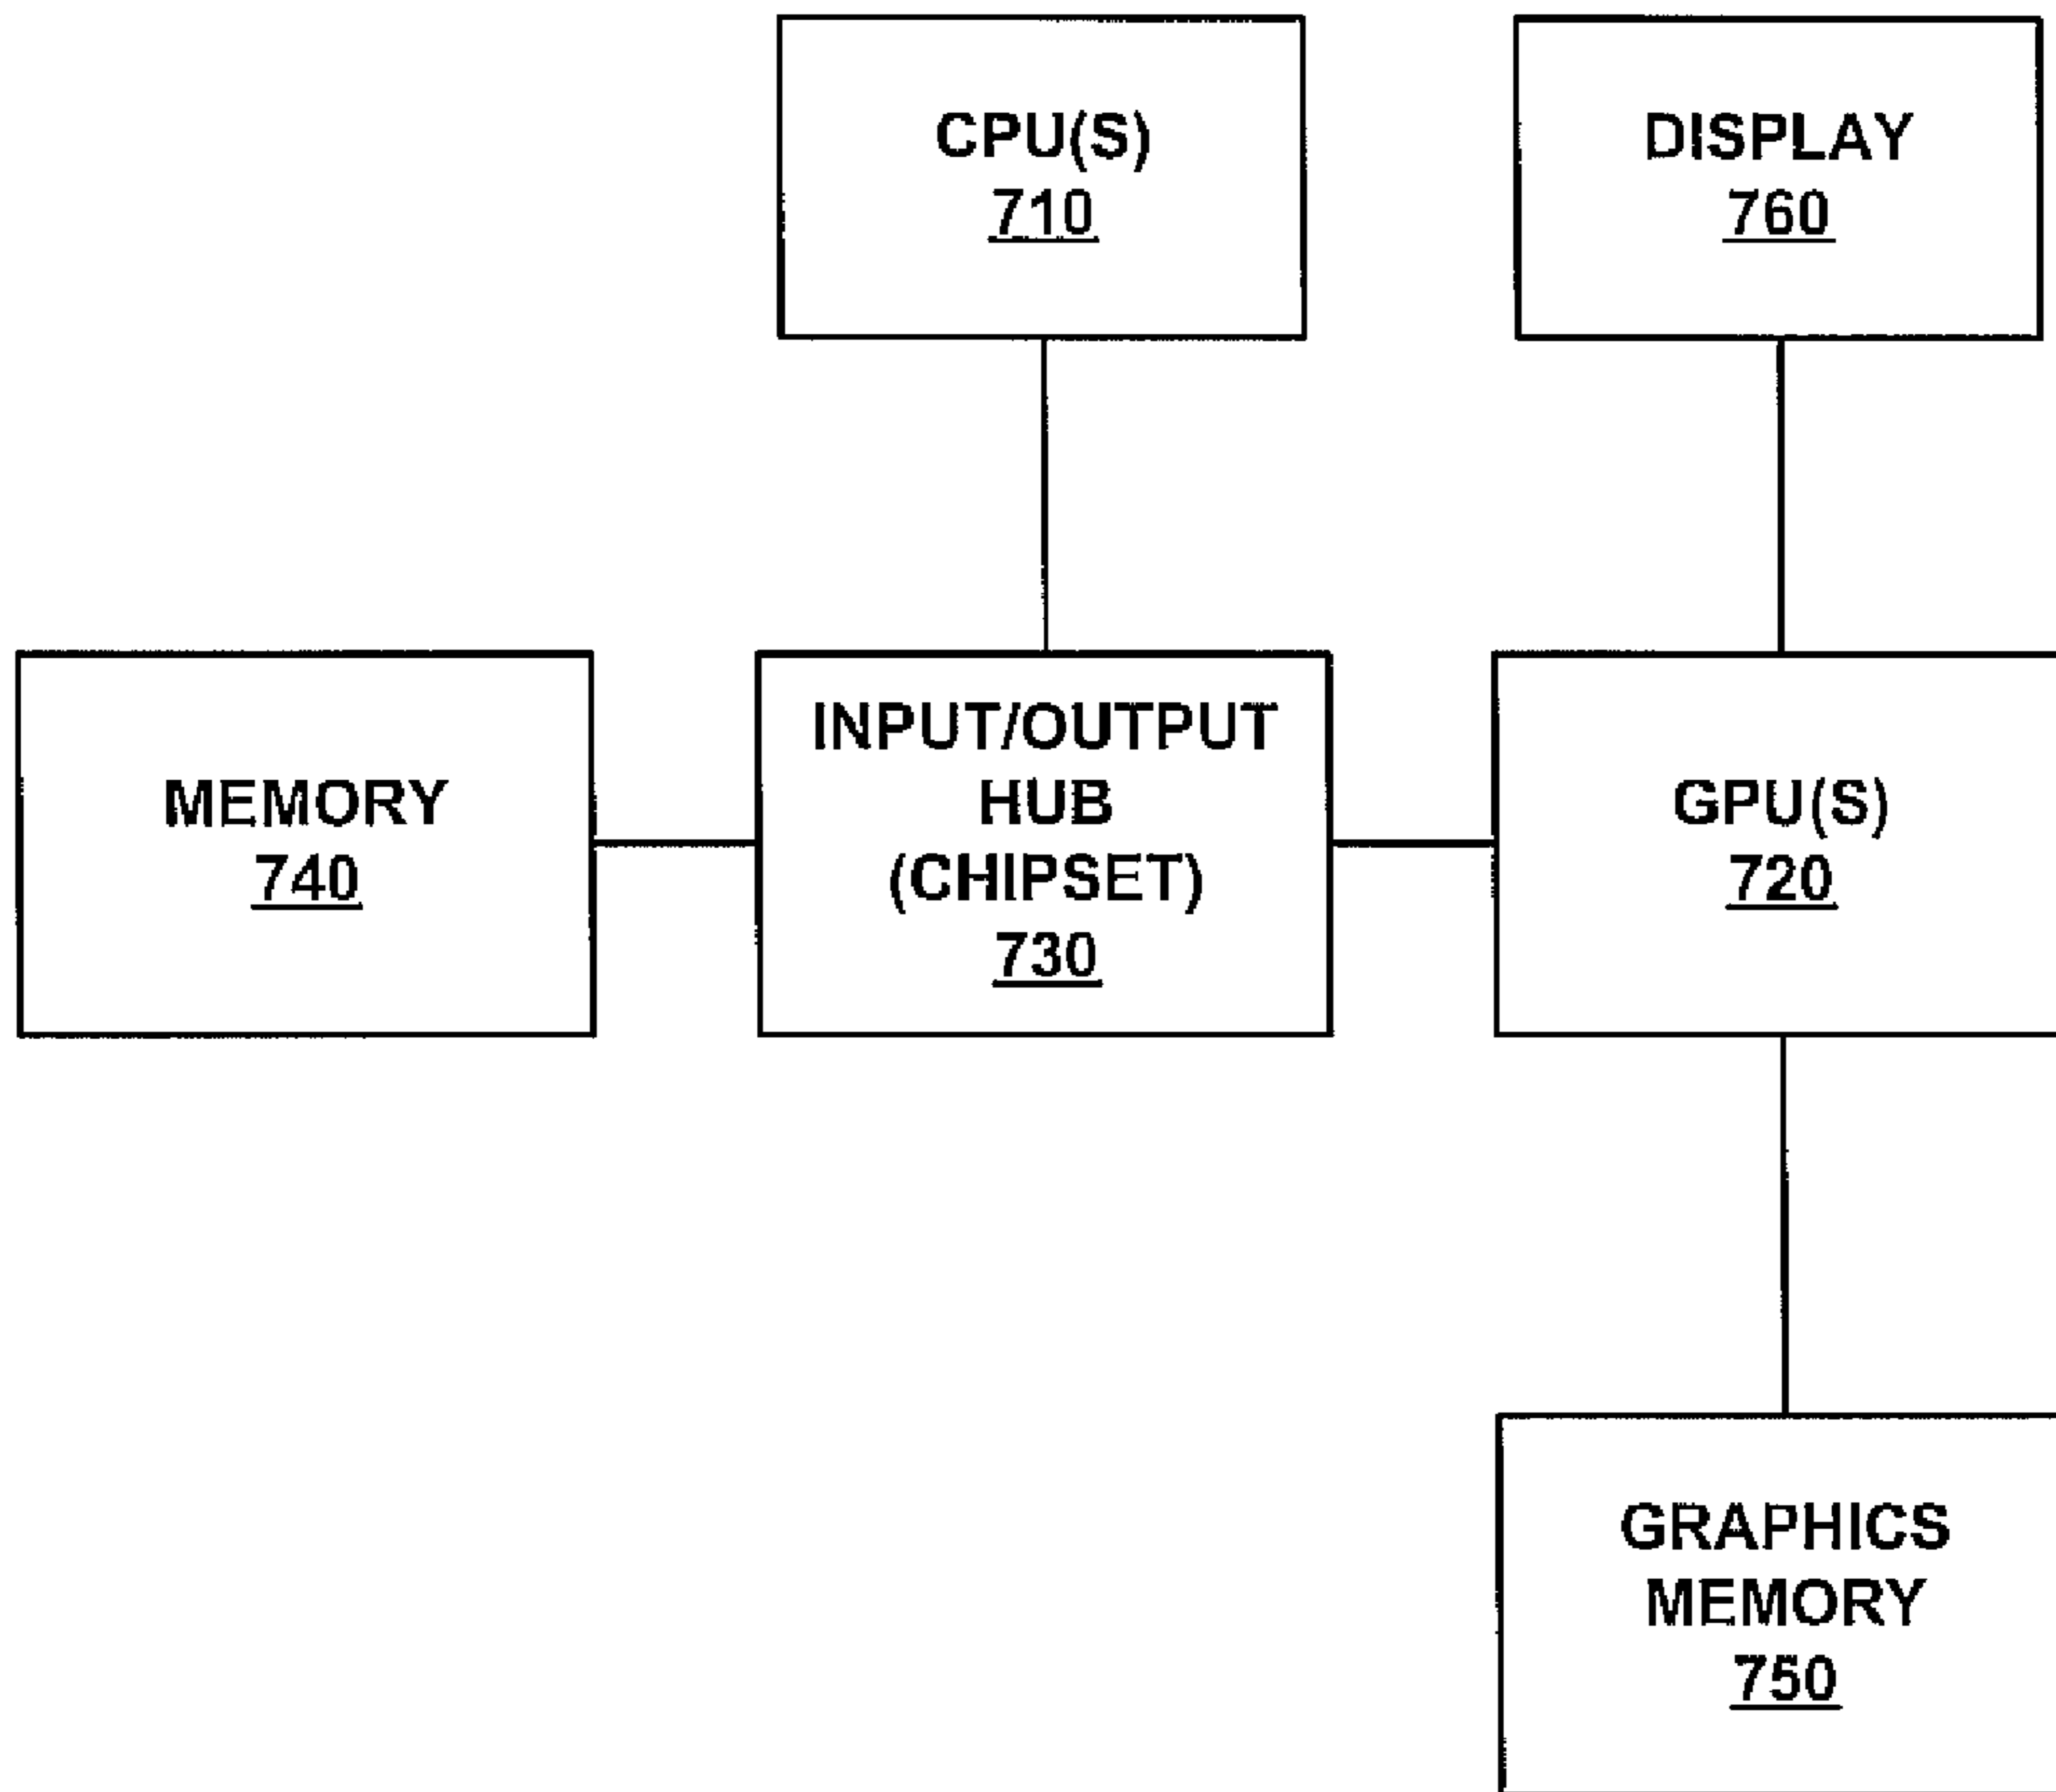 CPU(S)
710
DISPLAY
760
MEMORY
740
INPUT/OUTPUT
HUB
(CHIPSET)
730
GPU(S)
720
GRAPHICS
MEMORY
750